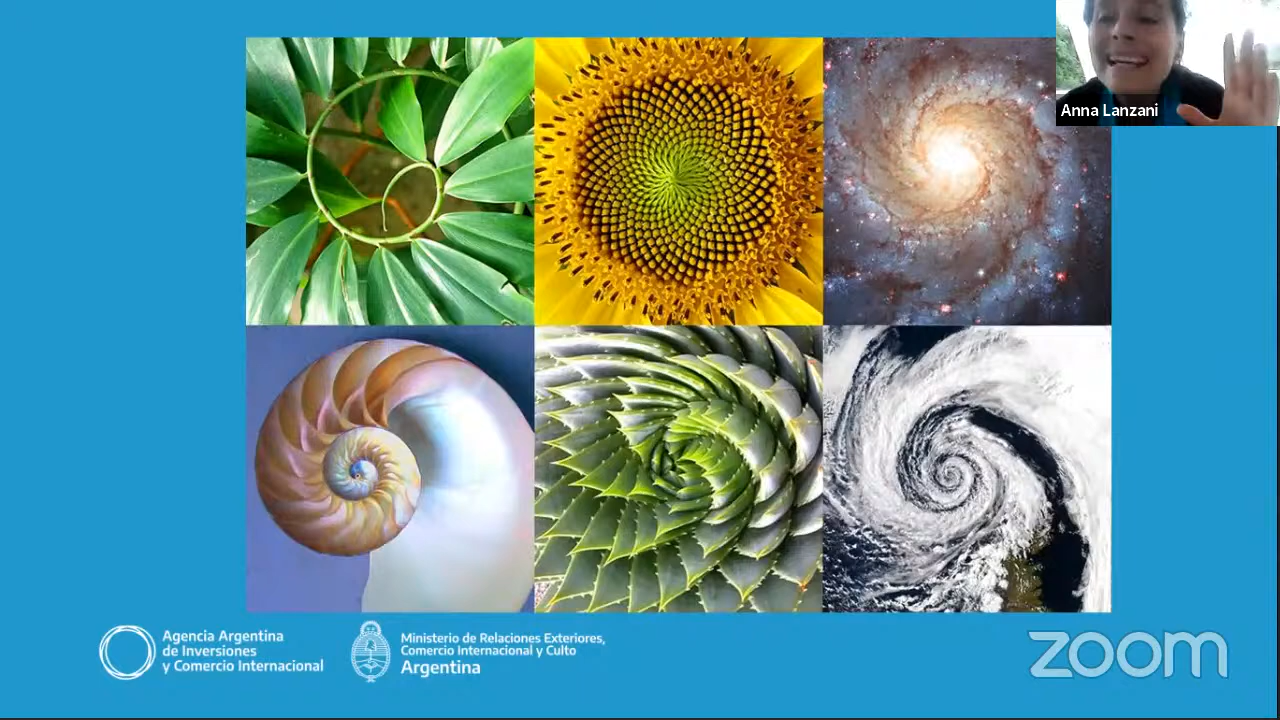 Anna Lanzani
Agencia Argentina
de Inversiones
y Comercio Internacional
Ministerio de Relaciones Exteriores,
Comercio Internacional y Culto
Argentina
zoom